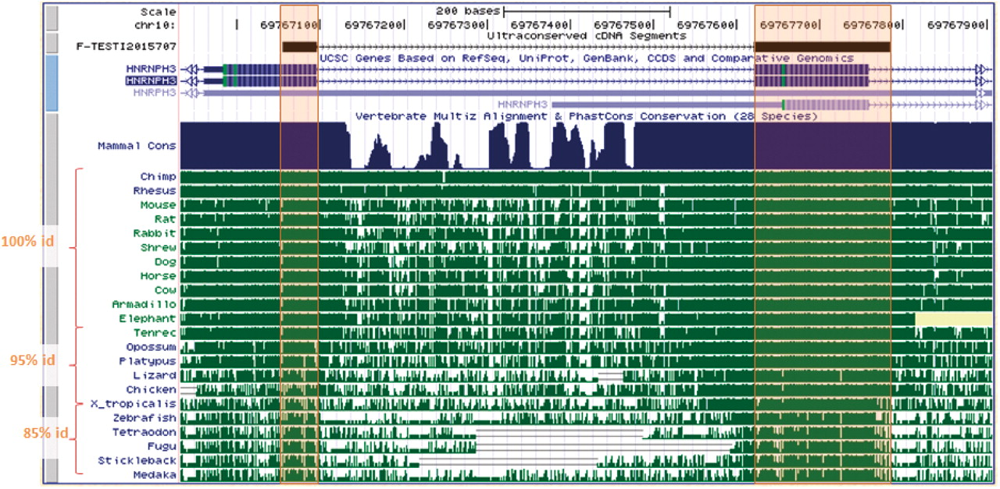 Scale 200 bases
chr10: 69767100 69767200 69767300 69767400 69767500 69767600 69767700 69767800 69767900
Ultraconserved cDNA Segments
F-TESTI2015707
UCSC Genes Based on RefSeq, UniProt, GenBank, CCDS and Comparative Genomics
HNRNPH3
HNRNPH3
HNRPH3
HNRNPH3
Vertebrate Multiz Alignment & PhastCons Conservation (28 Species)
Mammal Cons
Chimp
Rhesus
Mouse
Rat
Rabbit
100% id
Shrew
Dog
Horse
Cow
Armadillo
Elephant
Tenrec
Opossum
95% id
Platypus
Lizard
Chicken
X_tropicalis
Zebrafish
85% id
Tetraodon
Fugu
Stickleback
Medaka